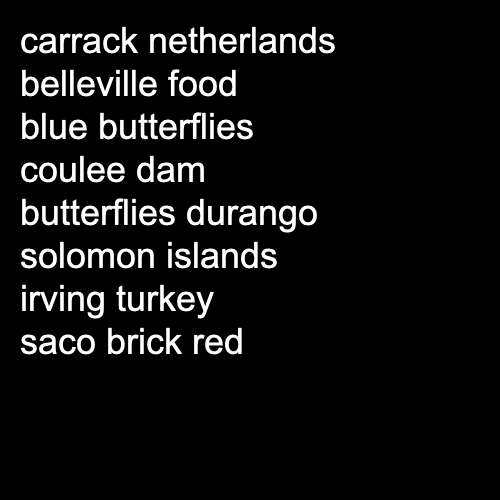 carrack netherlands
belleville food
blue butterflies
coulee dam
butterflies durango
solomon islands
irving turkey
saco brick red